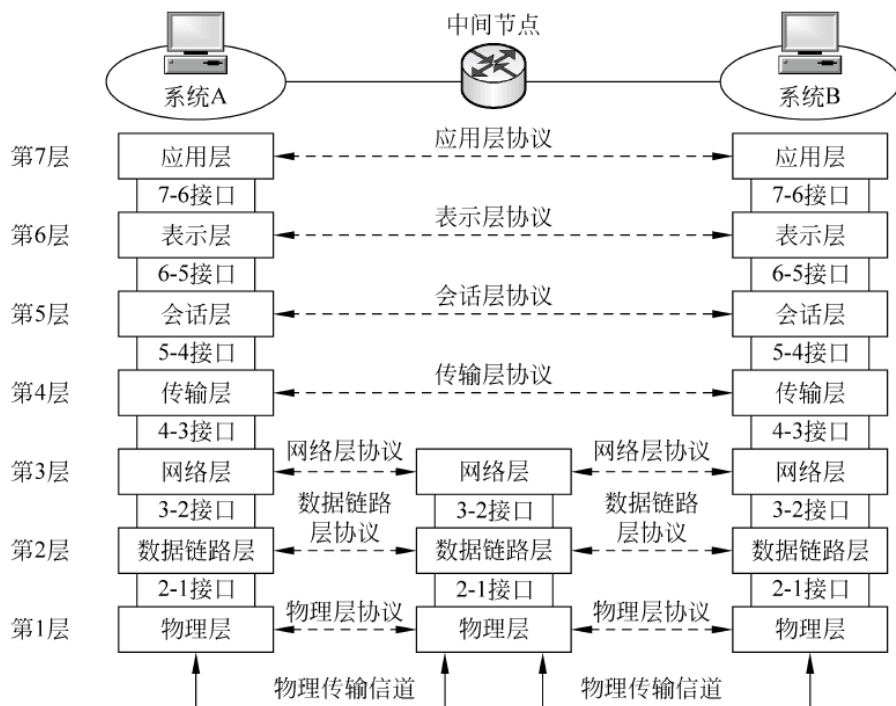 中间节点
系统A
系统B
第7层 应用层 应用层协议 应用层
7-6接口 7-6接口
第6层 表示层 表示层协议 表示层
6-5接口 6-5接口
第5层 会话层 会话层协议 会话层
5-4接口 5-4接口
第4层 传输层 传输层协议 传输层
4-3接口 4-3接口
第3层 网络层 网络层协议 网络层 网络层协议 网络层
3-2接口 数据链路 3-2接口 数据链路 3-2接口
层协议 层协议
第2层 数据链路层 数据链路层 数据链路层
2-1接口 2-1接口 2-1接口
第1层 物理层 物理层协议 物理层 物理层协议 物理层
物理传输信道 物理传输信道